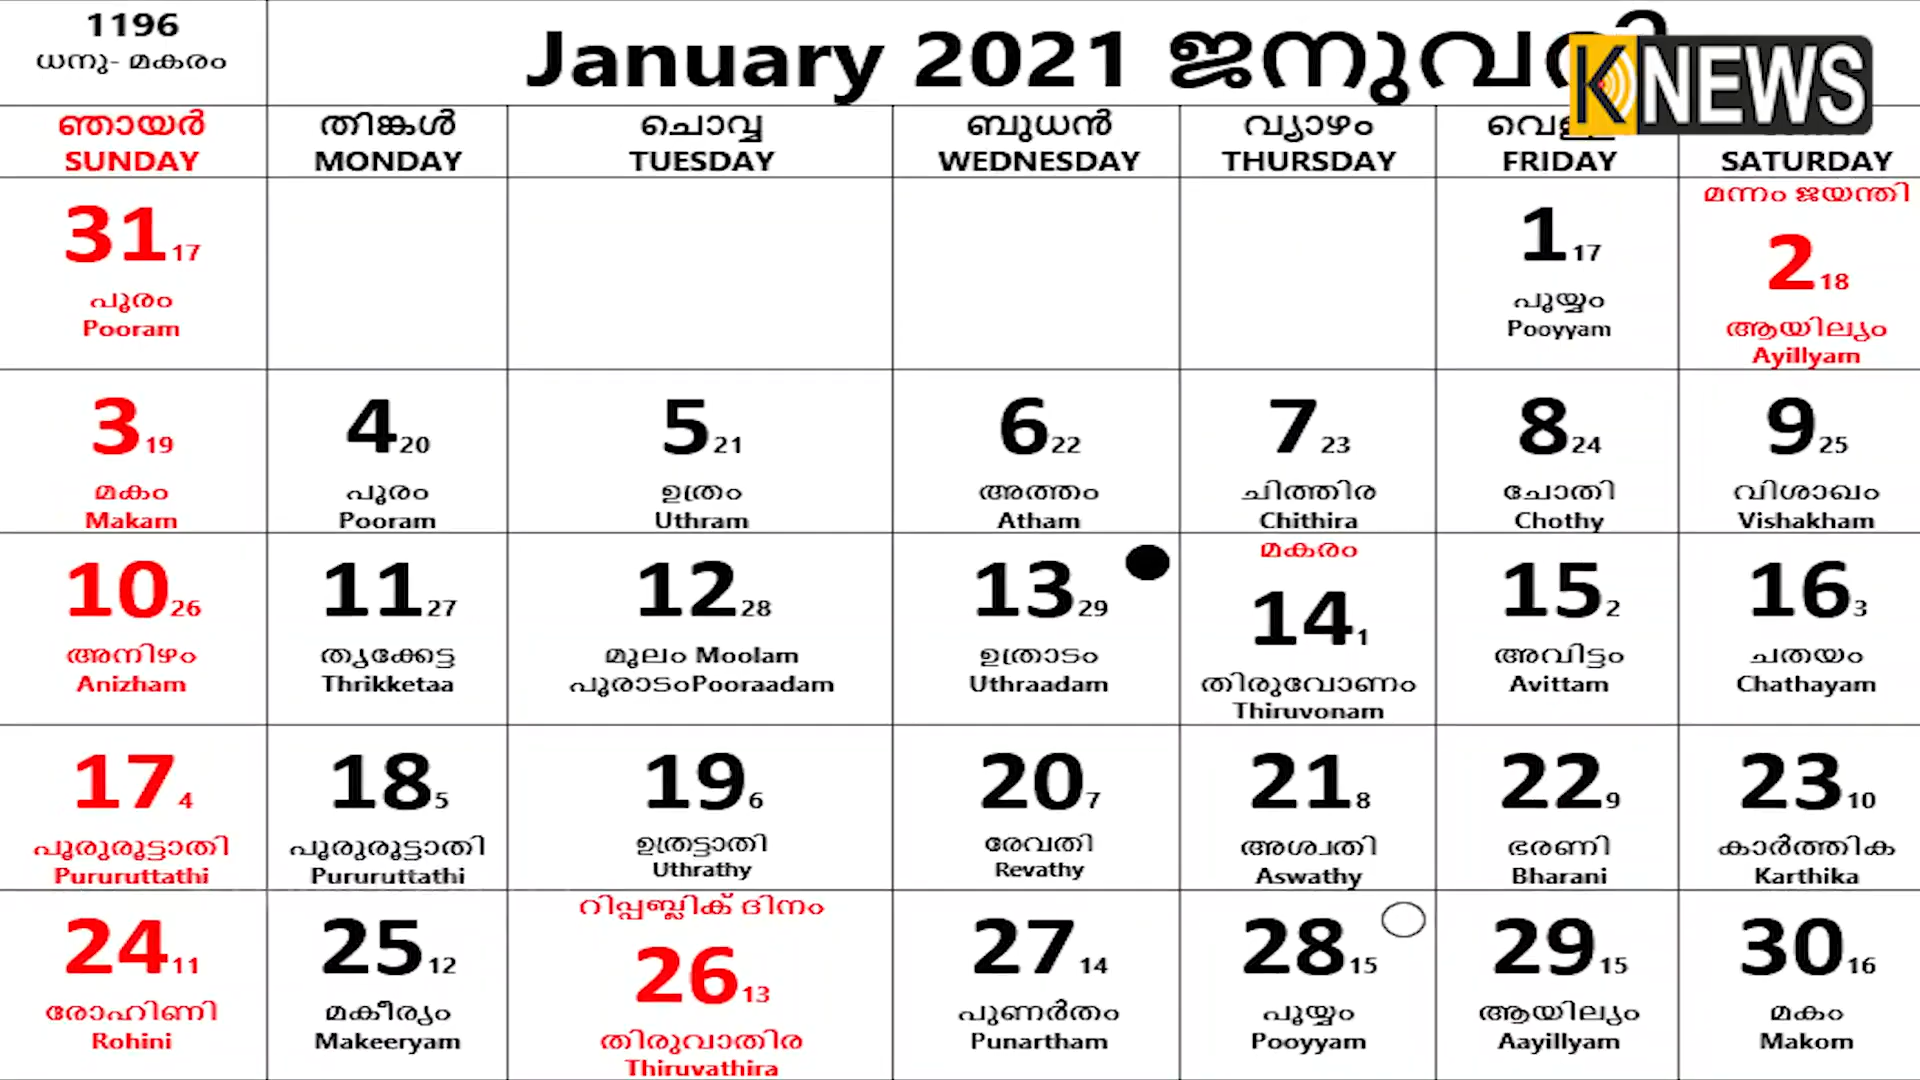 1196
ധനു- മകരം
January 2021 ജനുവരി
KNEWS
ഞായർ
SUNDAY
തിങ്കൾ
MONDAY
ചൊവ്വ
TUESDAY
ബുധൻ
WEDNESDAY
വ്യാഴം
THURSDAY
FRIDAY
SATURDAY
31 17
പൂരം
Pooram
1 17
പൂയ്യം
Pooyyam
മന്നം ജയന്തി
2 18
ആയില്യം
Ayillyam
3 19
മകം
Makam
4 20
പൂരം
Pooram
5 21
ഉത്രം
Uthram
6 22
അത്തം
Atham
7 23
ചിത്തിര
Chithira
8 24
ചോതി
Chothy
9 25
വിശാഖം
Vishakham
10 26
അനിഴം
Anizham
11 27
തൃക്കേട്ട
Thrikketaa
12 28
മൂലം Moolam
പൂരാടംPooraadam
13 29
ഉത്രാടം
Uthraadam
മകരം
14 1
തിരുവോണം
Thiruvonam
15 2
അവിട്ടം
Avittam
16 3
ചതയം
Chathayam
17 4
പൂരുരൂട്ടാതി
Pururuttathi
18 5
പൂരുരൂട്ടാതി
Pururuttathi
19 6
ഉത്രട്ടാതി
Uthrathy
20 7
രേവതി
Revathy
21 8
അശ്വതി
Aswathy
22 9
ഭരണി
Bharani
23 10
കാർത്തിക
Karthika
24 11
രോഹിണി
Rohini
25 12
മകീര്യം
Makeeryam
റിപ്പബ്ലിക് ദിനം
26 13
തിരുവാതിര
Thiruvathira
27 14
പുണർതം
Punartham
28 15
പൂയ്യം
Pooyyam
29 15
ആയില്യം
Aayillyam
30 16
മകം
Makom